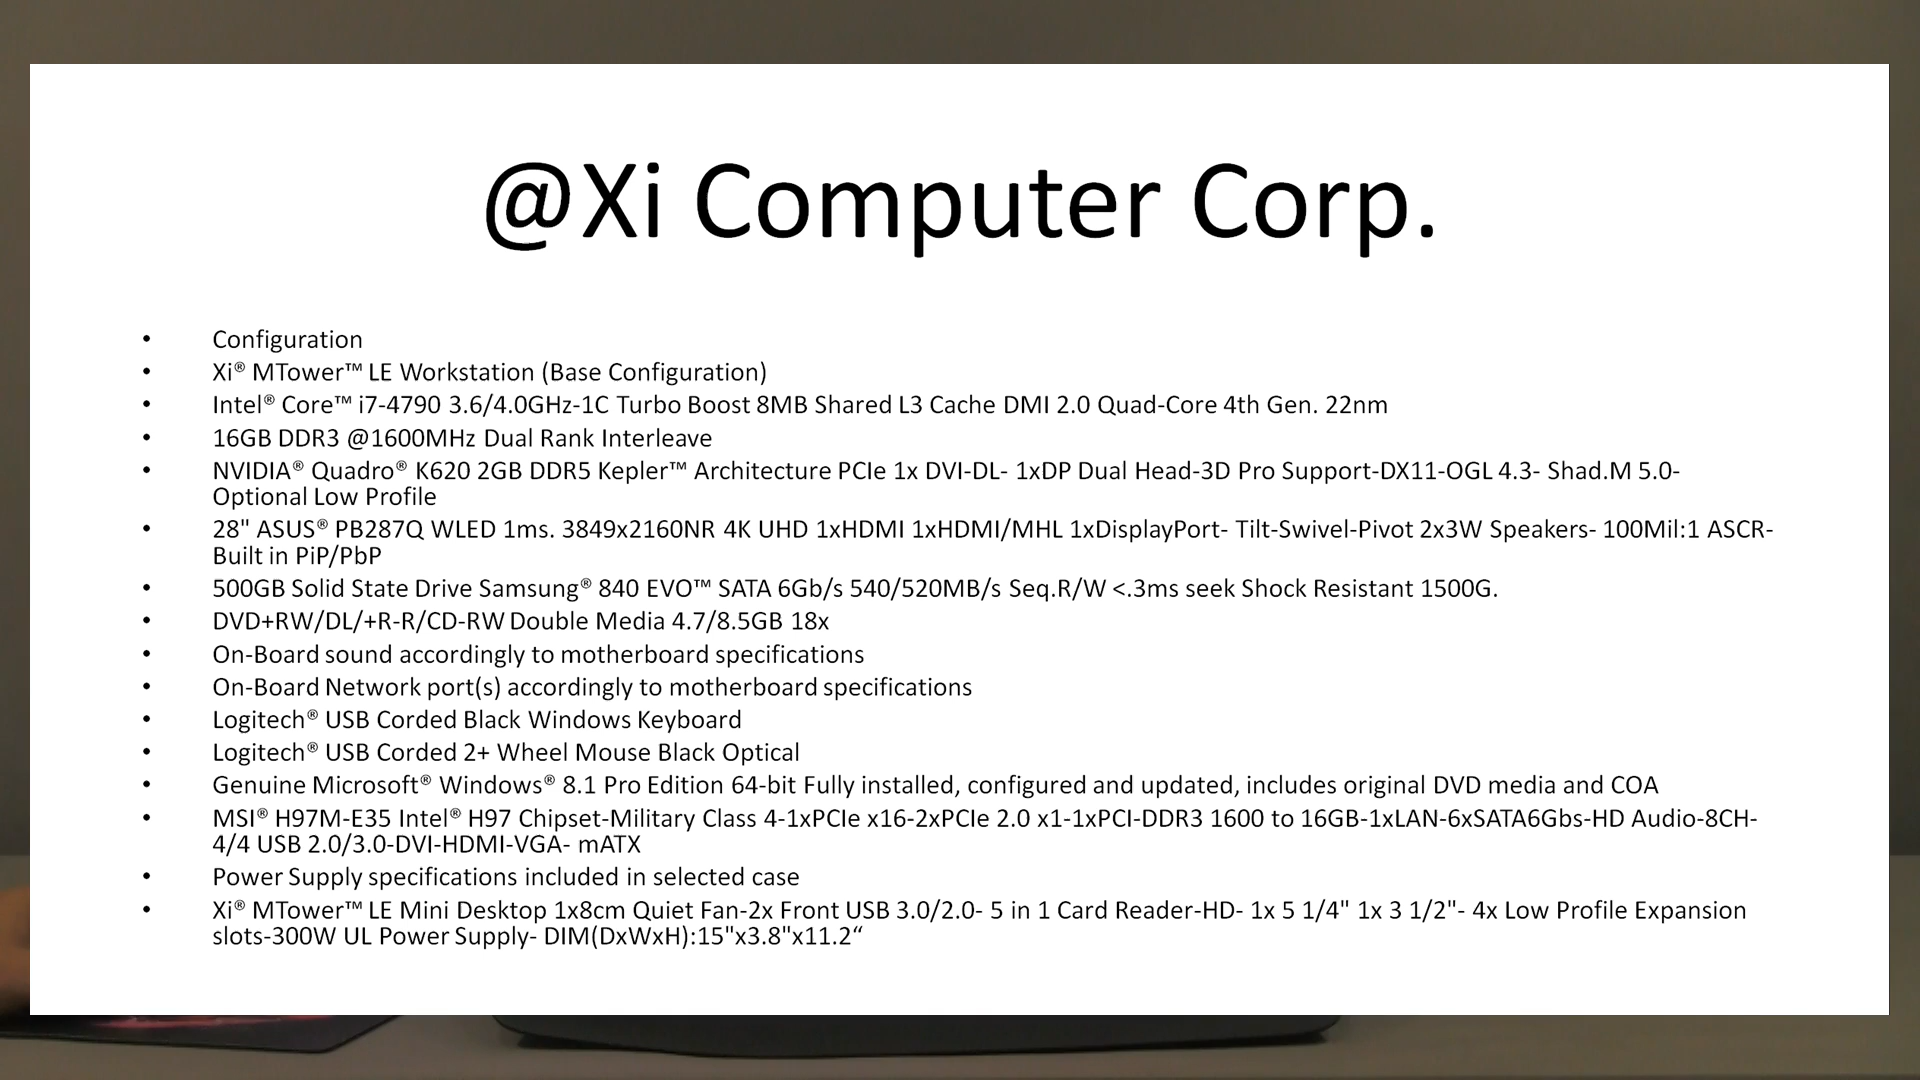 @Xi Computer Corp.
• Configuration
• Xi® MTower™ LE Workstation (Base Configuration)
• Intel® Core™ i7-4790 3.6/4.0GHz-1C Turbo Boost 8MB Shared L3 Cache DMI 2.0 Quad-Core 4th Gen. 22nm
• 16GB DDR3 @1600MHz Dual Rank Interleave
• NVIDIA® Quadro® K620 2GB DDR5 Kepler™ Architecture PCIe 1x DVI-DL- 1xDP Dual Head-3D Pro Support-DX11-OGL 4.3- Shad.M 5.0-
Optional Low Profile
• 28" ASUS® PB287Q WLED 1ms. 3849x2160NR 4K UHD 1xHDMI 1xHDMI/MHL 1xDisplayPort- Tilt-Swivel-Pivot 2x3W Speakers- 100Mil:1 ASCR-
Built in PiP/PbP
• 500GB Solid State Drive Samsung® 840 EVO™ SATA 6Gb/s 540/520MB/s Seq.R/W <.3ms seek Shock Resistant 1500G.
• DVD+RW/DL/+R-R/CD-RW Double Media 4.7/8.5GB 18x
• On-Board sound accordingly to motherboard specifications
• On-Board Network port(s) accordingly to motherboard specifications
• Logitech® USB Corded Black Windows Keyboard
• Logitech® USB Corded 2+ Wheel Mouse Black Optical
• Genuine Microsoft® Windows® 8.1 Pro Edition 64-bit Fully installed, configured and updated, includes original DVD media and COA
• MSI® H97M-E35 Intel® H97 Chipset-Military Class 4-1xPCIe x16-2xPCIe 2.0 x1-1xPCI-DDR3 1600 to 16GB-1xLAN-6xSATA6Gbs-HD Audio-8CH-
4/4 USB 2.0/3.0-DVI-HDMI-VGA- mATX
• Power Supply specifications included in selected case
• Xi® MTower™ LE Mini Desktop 1x8cm Quiet Fan-2x Front USB 3.0/2.0- 5 in 1 Card Reader-HD- 1x 5 1/4" 1x 3 1/2"- 4x Low Profile Expansion
slots-300W UL Power Supply- DIM(DxWxH):15"x3.8"x11.2“